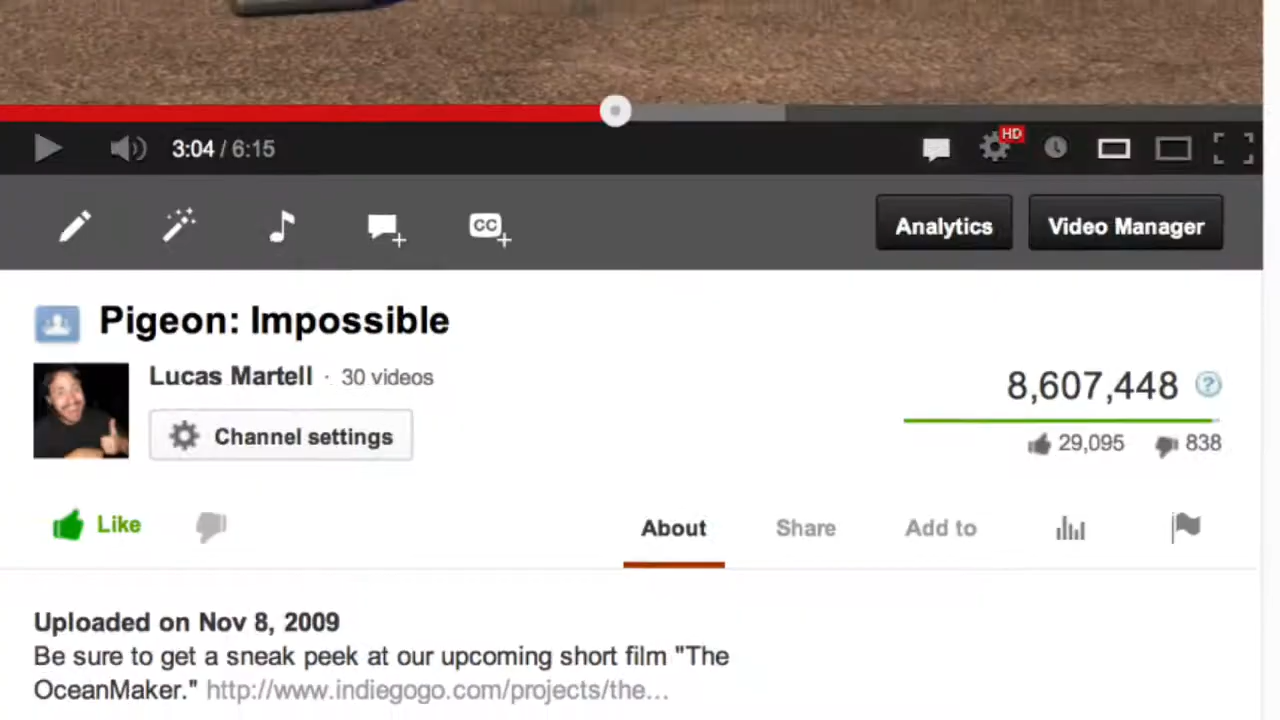 3:04 / 6:15
HD
CC
Analytics
Video Manager
Pigeon: Impossible
Lucas Martell · 30 videos
8,607,448 ?
Channel settings
29,095 838
Like
About Share Add to
Uploaded on Nov 8, 2009
Be sure to get a sneak peek at our upcoming short film "The
OceanMaker." http://www.indiegogo.com/projects/the...